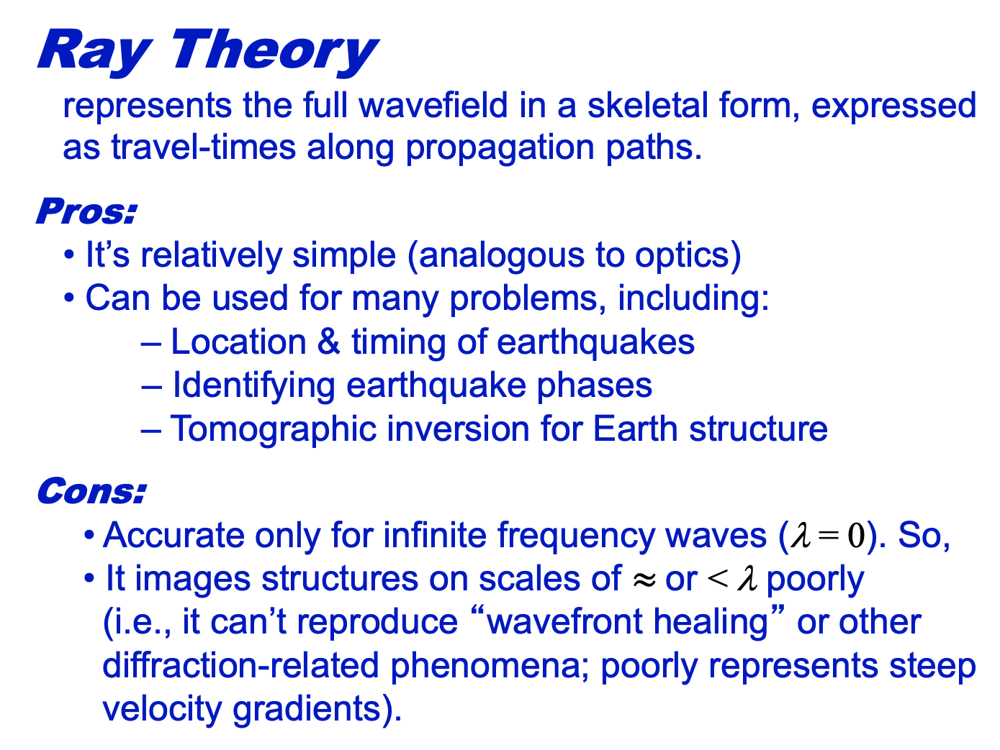 Ray Theory
represents the full wavefield in a skeletal form, expressed
as travel-times along propagation paths.
Pros:
• It’s relatively simple (analogous to optics)
• Can be used for many problems, including:
– Location & timing of earthquakes
– Identifying earthquake phases
– Tomographic inversion for Earth structure
Cons:
• Accurate only for infinite frequency waves (λ = 0). So,
• It images structures on scales of ≈ or < λ poorly
(i.e., it can’t reproduce “wavefront healing” or other
diffraction-related phenomena; poorly represents steep
velocity gradients).